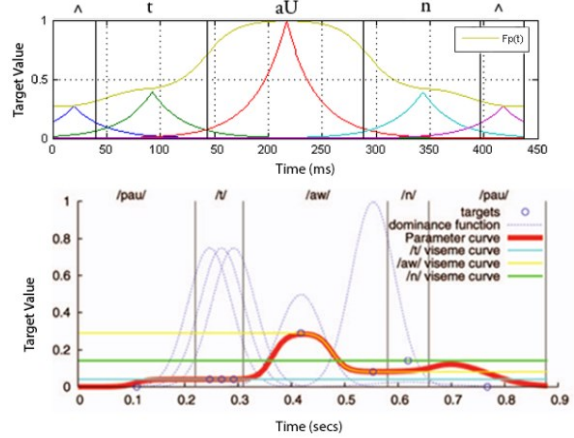 ^ t aU n ^
Target Value
1
0.5
0
Fp(t)
0 50 100 150 200 250 300 350 400 450
Time (ms)
/pau/ /t/ /aw/ /n/ /pau/
Target Value
1
0.8
0.6
0.4
0.2
0
targets
dominance function
Parameter curve
/t/ viseme curve
/aw/ viseme curve
/n/ viseme curve
0 0.1 0.2 0.3 0.4 0.5 0.6 0.7 0.8 0.9
Time (secs)